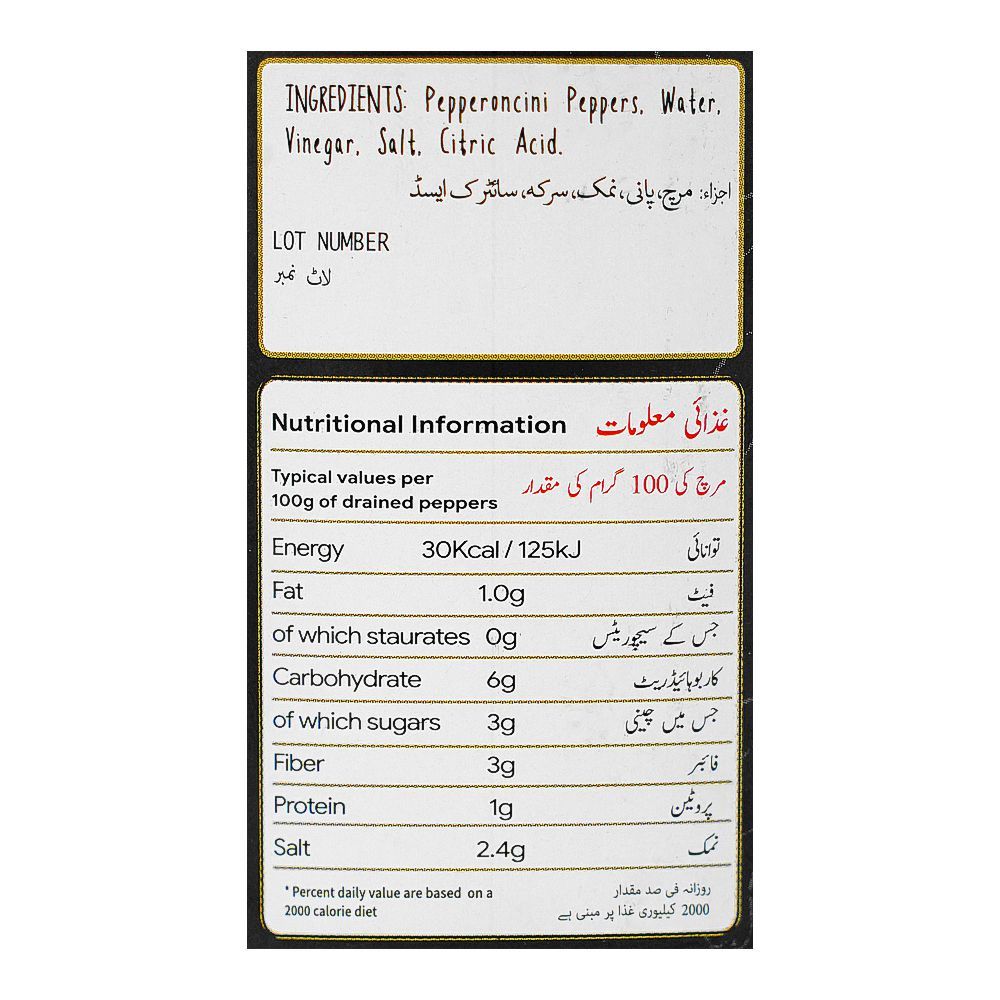 INGREDIENTS: Pepperoncini Peppers, Water,
Vinegar, Salt, Citric Acid.
اجزاء: مرچ، پانی، نمک، سرکہ، سائٹرک ایسڈ
LOT NUMBER
لاٹ نمبر
Nutritional Information غذائی معلومات
Typical values per
100g of drained peppers مرچ کی 100 گرام کی مقدار
Energy 30Kcal / 125kJ توانائی
Fat 1.0g فیٹ
of which staurates 0g جس کے سیچوریٹس
Carbohydrate 6g کاربوہائیڈریٹ
of which sugars 3g جس میں چینی
Fiber 3g فائبر
Protein 1g پروٹین
Salt 2.4g نمک
* Percent daily value are based on a روزانہ فی صد مقدار
2000 calorie diet 2000 کیلیوری غذا پر مبنی ہے